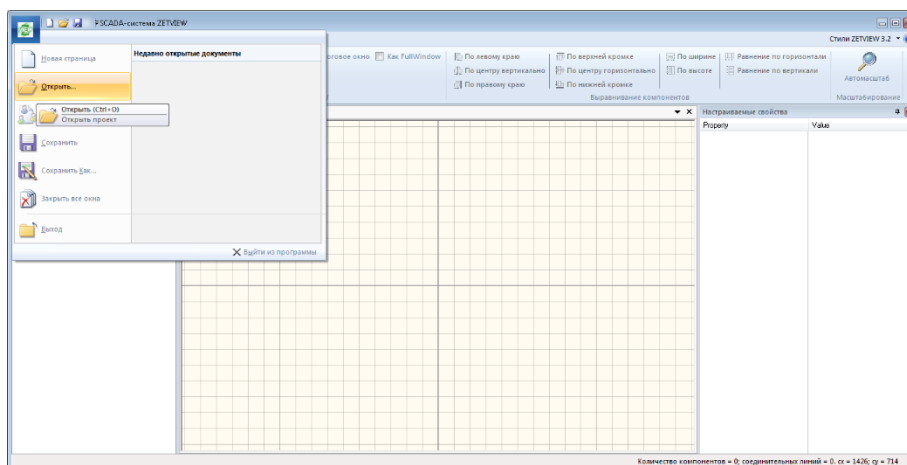 SCADA-система ZETVIEW
Стили ZETVIEW 3.2
Новая страница
Недавно открытые документы
Открыть...
Открыть (Ctrl+O)
Открыть проект
Сохранить
Сохранить Как...
Закрыть все окна
Выход
Выйти из программы
оговое окно Как FullWindow
По левому краю По верхней кромке По ширине Равнение по горизонтали
По центру вертикально По центру горизонтально По высоте Равнение по вертикали
По правому краю По нижней кромке
Автомасштаб
Выравнивание компонентов Масштабирование
Настраиваемые свойства
Property Value
Количество компонентов = 0; соединительных линий = 0. cx = 1426; cy = 714